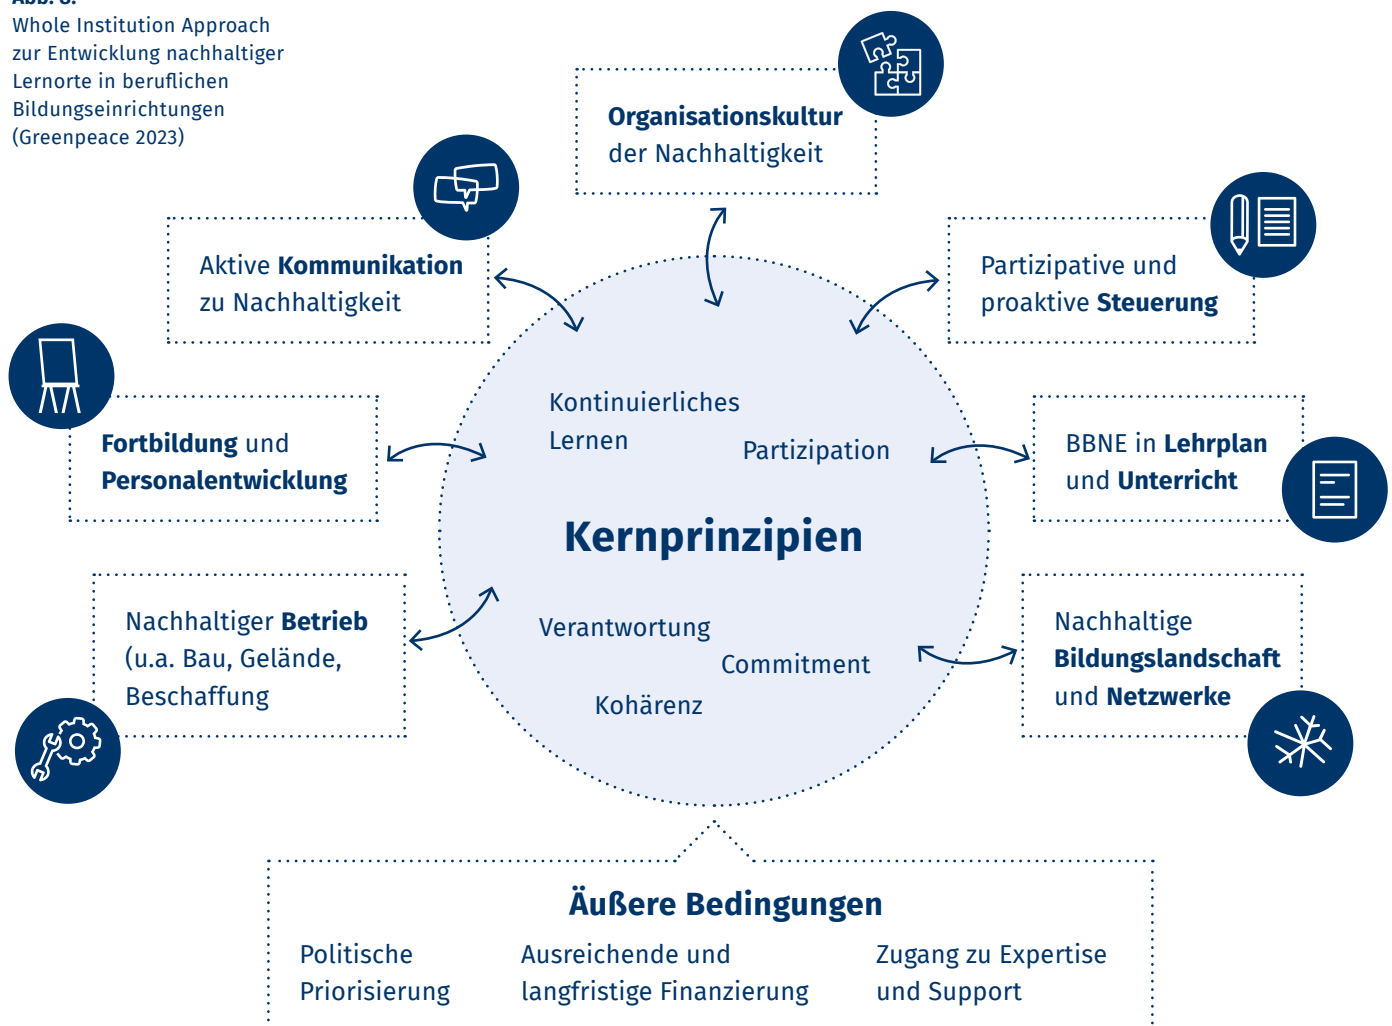 Abb. 8:
Whole Institution Approach
zur Entwicklung nachhaltiger
Lernorte in beruflichen
Bildungseinrichtungen
(Greenpeace 2023)
Organisationskultur
der Nachhaltigkeit
Aktive Kommunikation
zu Nachhaltigkeit
Partizipative und
proaktive Steuerung
Fortbildung und
Personalentwicklung
BBNE in Lehrplan
und Unterricht
Nachhaltiger Betrieb
(u.a. Bau, Gelände,
Beschaffung
Nachhaltige
Bildungslandschaft
und Netzwerke
Kontinuierliches
Lernen
Partizipation
Kernprinzipien
Verantwortung
Commitment
Kohärenz
Äußere Bedingungen
Politische
Priorisierung
Ausreichende und
langfristige Finanzierung
Zugang zu Expertise
und Support